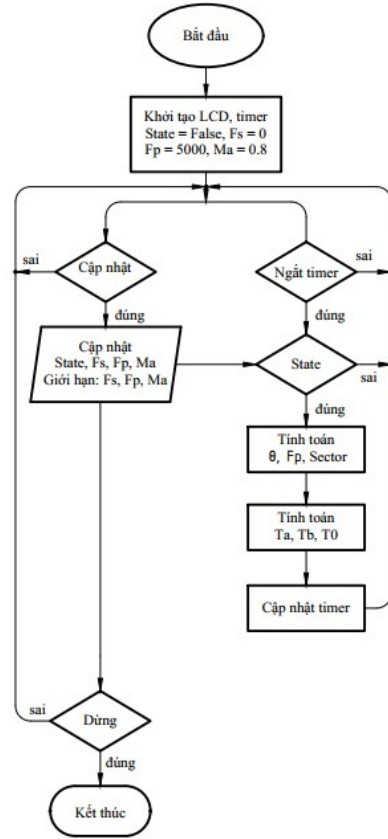 Bắt đầu
Khởi tạo LCD, timer
State = False, Fs = 0
Fp = 5000, Ma = 0.8
sai
Cập nhật
đúng
Ngắt timer
sai
đúng
Cập nhật
State, Fs, Fp, Ma
Giới hạn: Fs, Fp, Ma
State
sai
đúng
Tính toán
θ, Fp, Sector
Tính toán
Ta, Tb, T0
Cập nhật timer
sai
Dừng
đúng
Kết thúc